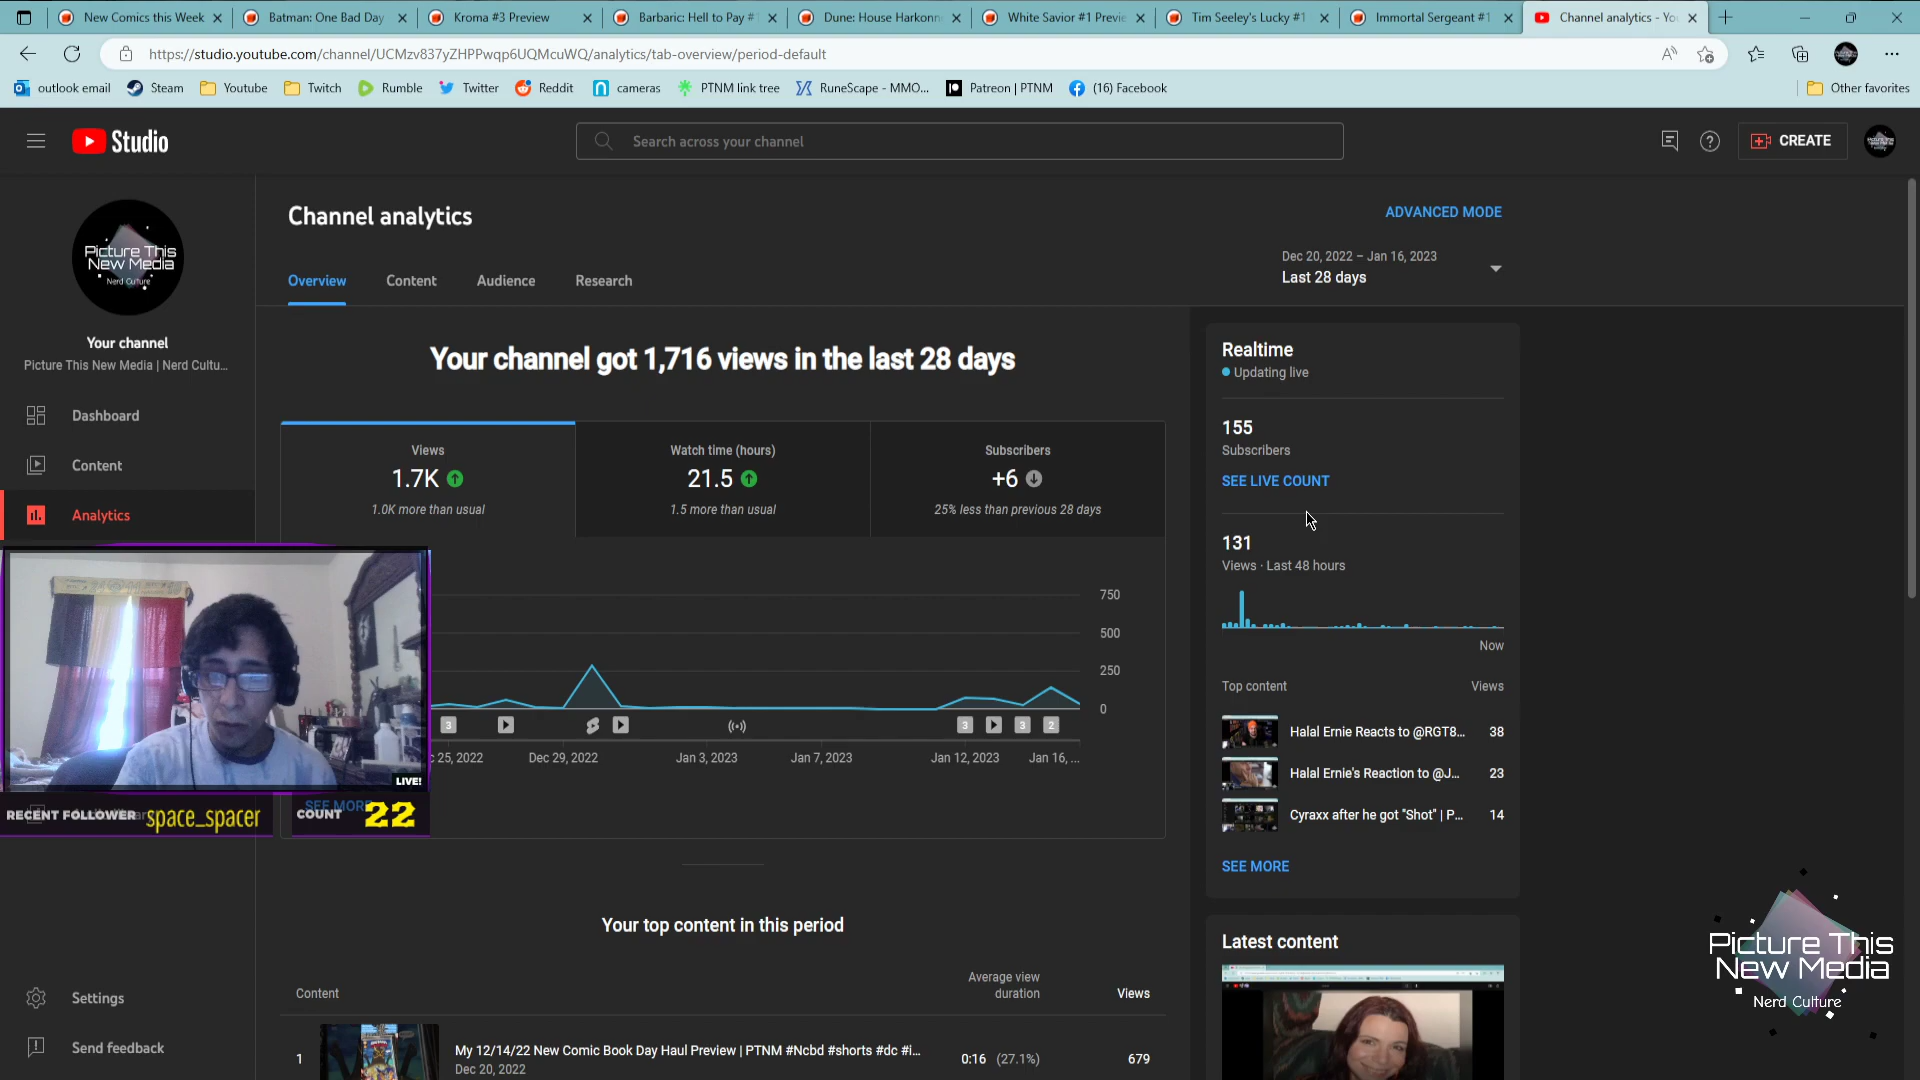 New Comics this Week
Batman: One Bad Day
Kroma #3 Preview
Barbaric: Hell to Pay #
Dune: House Harkonn
White Savior #1 Previe
Tim Seeley's Lucky #1
Immortal Sergeant #1
Channel analytics - Yo
https://studio.youtube.com/channel/UCMzv837yZHPPwqp6UQMcuWQ/analytics/tab-overview/period-default
outlook email
Steam
Youtube
Twitch
Rumble
Twitter
Reddit
cameras
PTNM link tree
RuneScape - MMO...
Patreon | PTNM
(16) Facebook
Other favorites
Studio
Search across your channel
CREATE
Picture This
New Media
Nerd Culture
Your channel
Picture This New Media | Nerd Cultu...
Dashboard
Content
Analytics
Settings
Send feedback
Channel analytics
ADVANCED MODE
Overview
Content
Audience
Research
Dec 20, 2022 – Jan 16, 2023
Last 28 days
Your channel got 1,716 views in the last 28 days
Views
1.7K
1.0K more than usual
Watch time (hours)
21.5
1.5 more than usual
Subscribers
+6
25% less than previous 28 days
750
500
250
0
3
3
3
2
25, 2022
Dec 29, 2022
Jan 3, 2023
Jan 7, 2023
Jan 12, 2023
Jan 16, ...
SEE MORE
LIVE!
RECENT FOLLOWER
space_spacer
COUNT
22
Your top content in this period
Content
Average view
duration
Views
1
My 12/14/22 New Comic Book Day Haul Preview | PTNM #Ncbd #shorts #dc #i...
Dec 20, 2022
0:16 (27.1%)
679
Realtime
Updating live
155
Subscribers
SEE LIVE COUNT
131
Views · Last 48 hours
Now
Top content
Views
Halal Ernie Reacts to @RGT8...
38
Halal Ernie's Reaction to @J...
23
Cyraxx after he got "Shot" | P...
14
SEE MORE
Latest content
Picture This
New Media
Nerd Culture